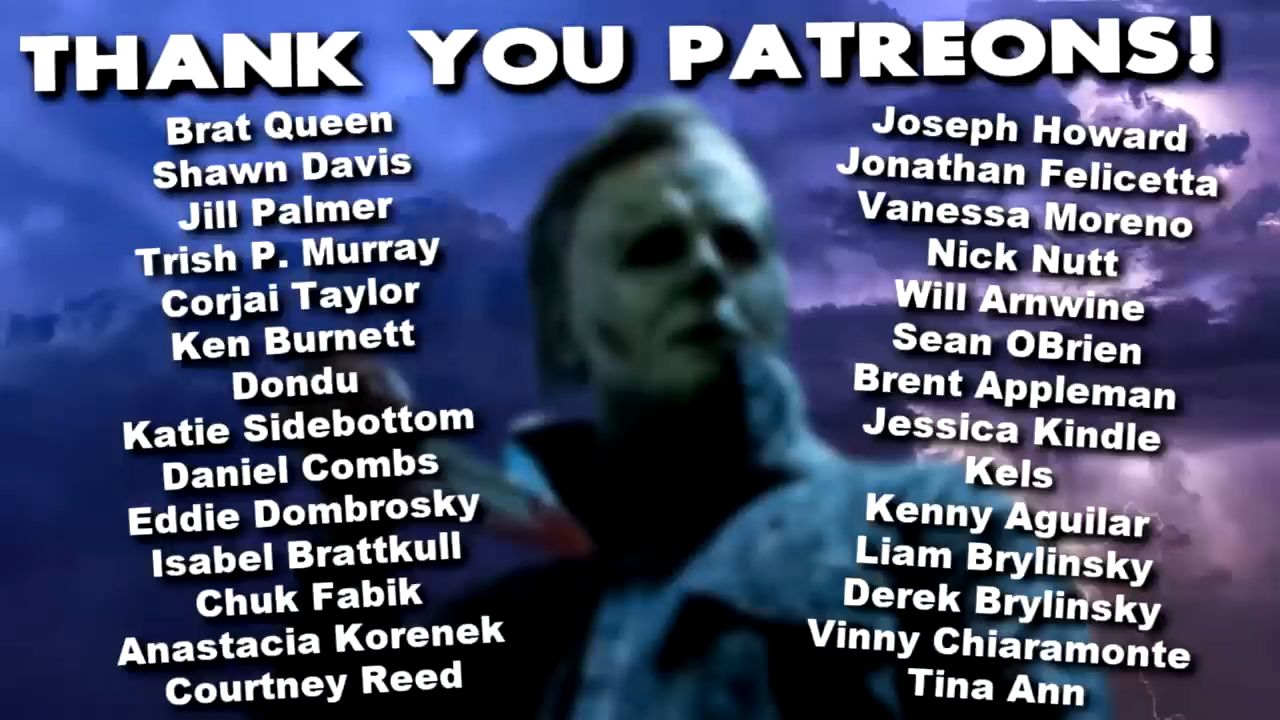 THANK YOU PATREONS!
Brat Queen
Shawn Davis
Jill Palmer
Trish P. Murray
Corjai Taylor
Ken Burnett
Dondu
Katie Sidebottom
Daniel Combs
Eddie Dombrosky
Isabel Brattkull
Chuk Fabik
Anastacia Korenek
Courtney Reed
Joseph Howard
Jonathan Felicetta
Vanessa Moreno
Nick Nutt
Will Arnwine
Sean OBrien
Brent Appleman
Jessica Kindle
Kels
Kenny Aguilar
Liam Brylinsky
Derek Brylinsky
Vinny Chiaramonte
Tina Ann